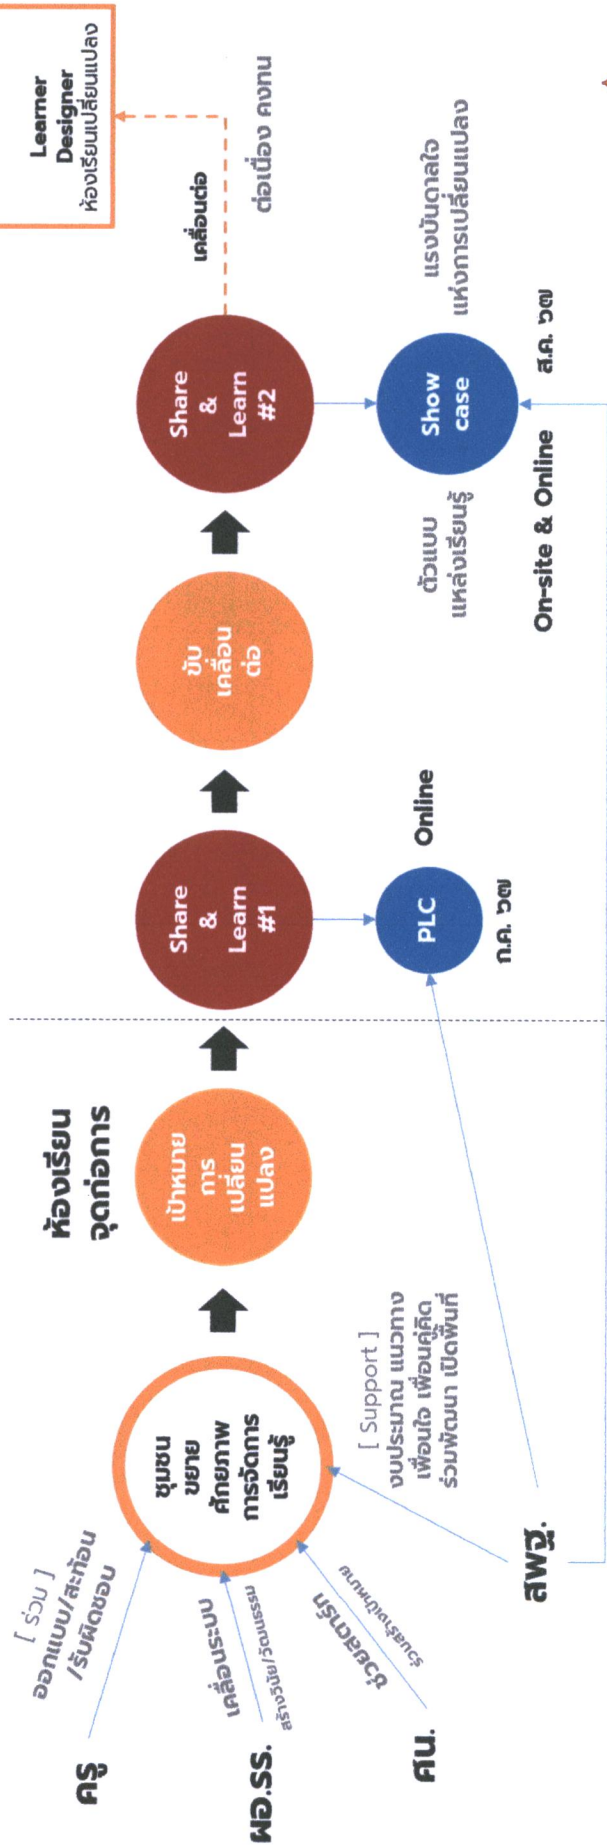 ครู
[ ร่วม ]
ออกแบบ/สะท้อน
/รับผิดชอบ
ผอ.รร.
เคลื่อนระบบ
สร้างวินัย/วัฒนธรรม
ศน.
ช่วยสตาร์ท
ร่วมสร้างเป้าหมาย
สพฐ.
[ Support ]
งบประมาณ แนวทาง
เพื่อนใจ เพื่อนคู่คิด
ร่วมพัฒนา เปิดพื้นที่
ชุมชน
ขยาย
ศักยภาพ
การจัดการ
เรียนรู้
ห้องเรียน
จุดก่อการ
เป้าหมาย
การ
เปลี่ยน
แปลง
Share
&
Learn
#1
PLC
Online
ก.ค. ๖๗
ขับ
เคลื่อน
ต่อ
Share
&
Learn
#2
ตัวแบบ
แหล่งเรียนรู้
Show
case
แรงบันดาลใจ
แห่งการเปลี่ยนแปลง
On-site & Online
ส.ค. ๖๗
เคลื่อนต่อ
ต่อเนื่อง คงทน
Learner
Designer
ห้องเรียนเปลี่ยนแปลง